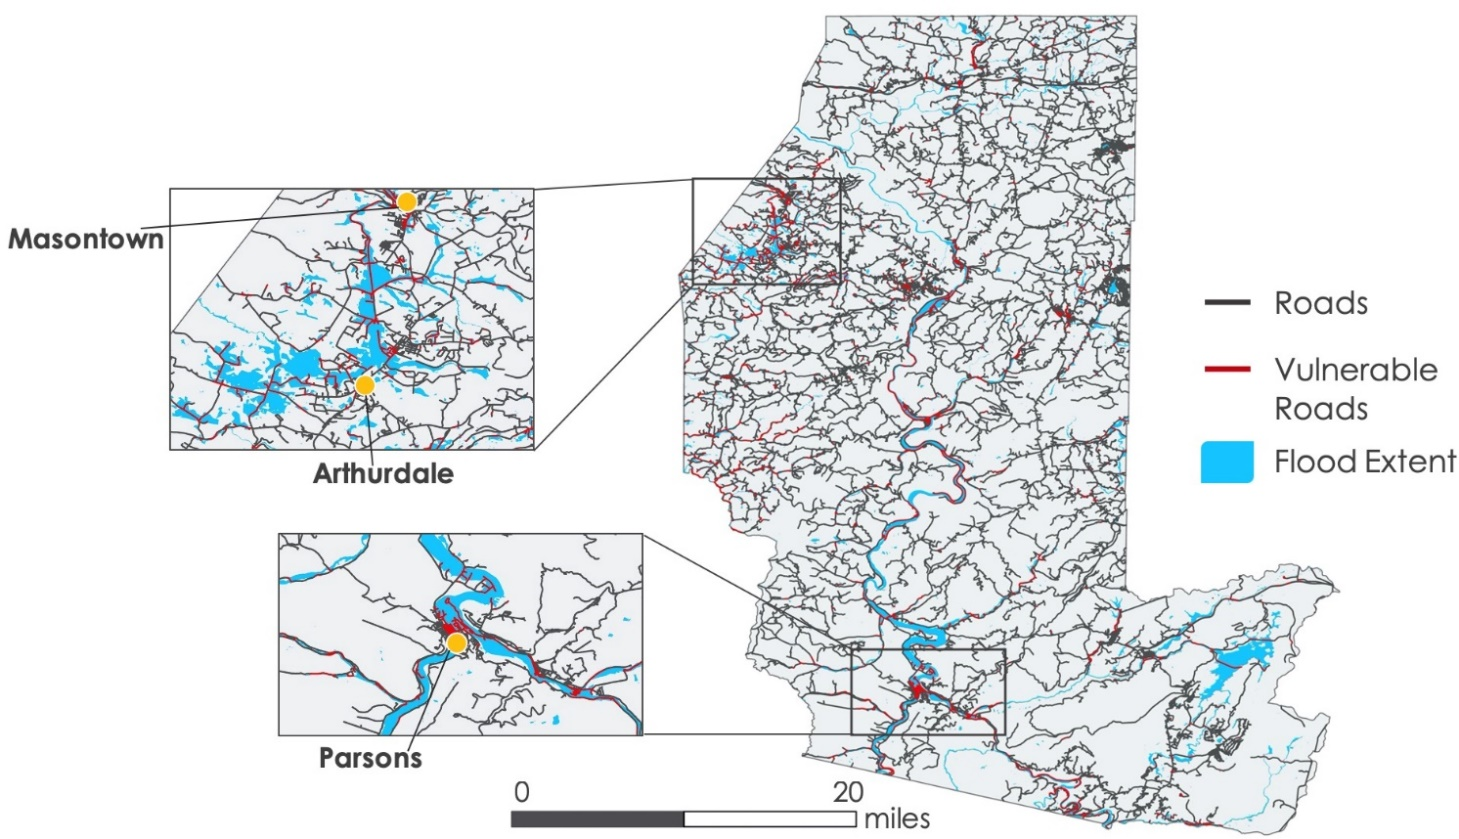 Masontown
Arthurdale
Parsons
Roads
Vulnerable
Roads
Flood Extent
0 20
miles